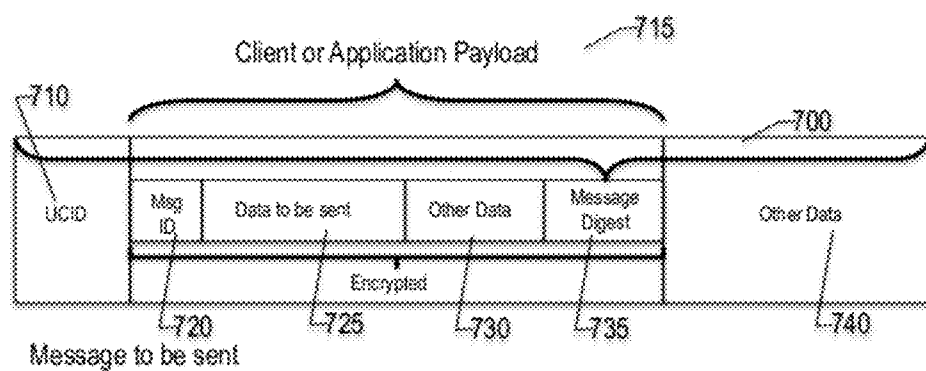 715
Client or Application Payload
710
700
UCID
Msg ID
Data to be sent
Other Data
Message Digest
Other Data
Encrypted
720
725
730
735
740
Message to be sent